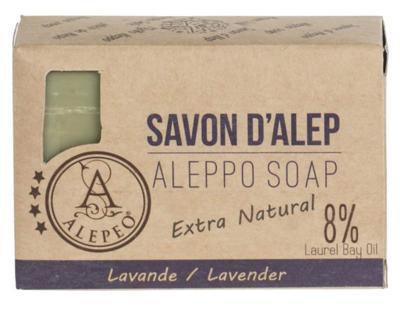 SAVON D'ALEP
ALEPPO SOAP
Extra Natural
8%
Laurel Bay Oil
A
ALEPEO
Lavande / Lavender